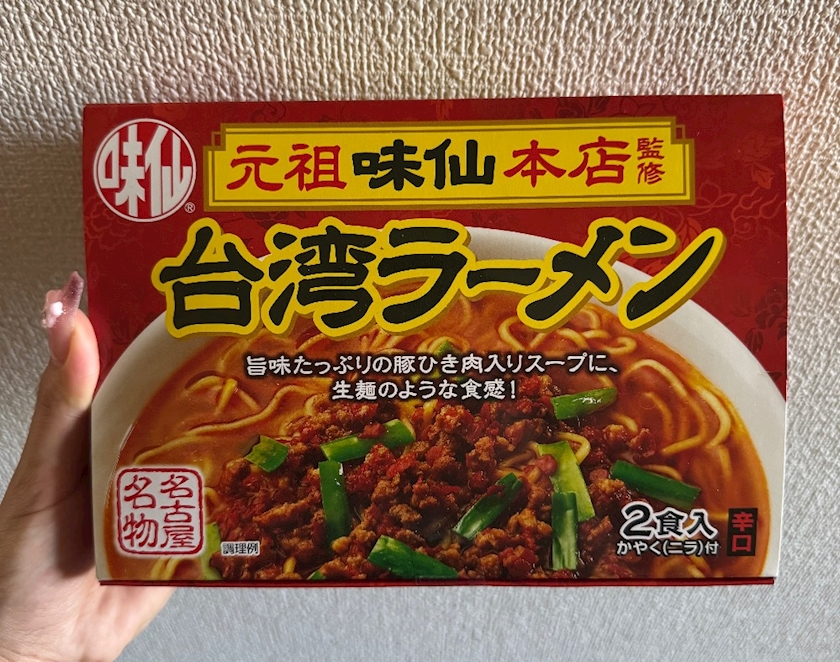 味仙®
元祖味仙本店監修
台湾ラーメン
旨味たっぷりの豚ひき肉入りスープに、
生麺のような食感!
名古屋名物
調理例
2食入
かやく(ニラ)付
辛口